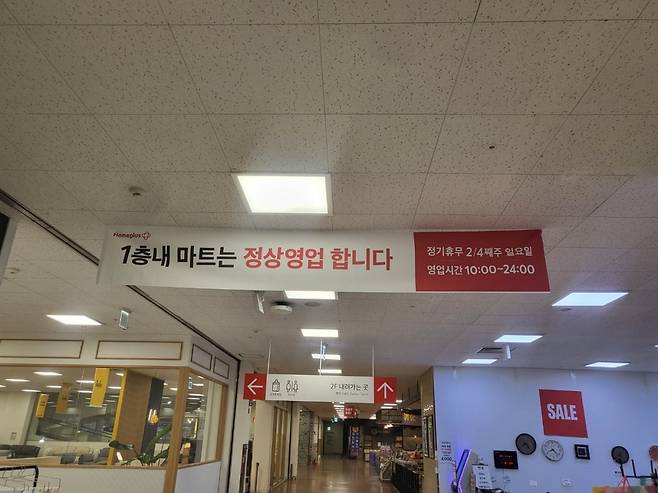 Homeplus
1층내 마트는 정상영업 합니다
정기휴무 2/4째주 일요일
영업시간 10:00~24:00
2F 내려가는 곳
SALE